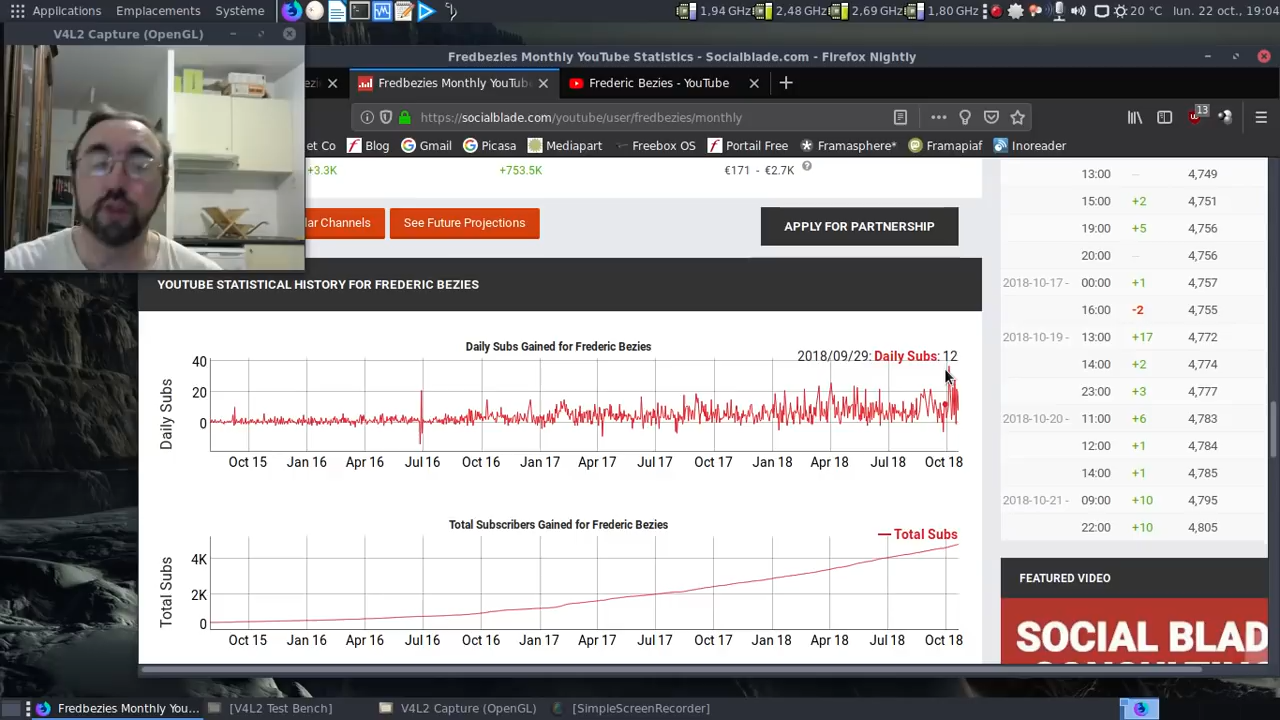 Applications Emplacements Système 1,94 GHz 2,48 GHz 2,69 GHz 1,80 GHz 20 °C lun. 22 oct., 19:04
V4L2 Capture (OpenGL)
Fredbezies Monthly YouTube Statistics - Socialblade.com - Firefox Nightly
Fredbezies Monthly YouTube Frederic Bezies - YouTube
https://socialblade.com/youtube/user/fredbezies/monthly 13
et Co Blog Gmail Picasa Mediapart Freebox OS Portail Free Framasphere* Framapiaf Inoreader
+3.3K +753.5K €171 - €2.7K
lar Channels See Future Projections APPLY FOR PARTNERSHIP
YOUTUBE STATISTICAL HISTORY FOR FREDERIC BEZIES
Daily Subs Gained for Frederic Bezies
2018/09/29: Daily Subs: 12
Daily Subs
40
20
0
Oct 15 Jan 16 Apr 16 Jul 16 Oct 16 Jan 17 Apr 17 Jul 17 Oct 17 Jan 18 Apr 18 Jul 18 Oct 18
Total Subscribers Gained for Frederic Bezies
Total Subs
Total Subs
4K
2K
0
Oct 15 Jan 16 Apr 16 Jul 16 Oct 16 Jan 17 Apr 17 Jul 17 Oct 17 Jan 18 Apr 18 Jul 18 Oct 18
13:00 -- 4,749
15:00 +2 4,751
19:00 +5 4,756
20:00 -- 4,756
2018-10-17 - 00:00 +1 4,757
16:00 -2 4,755
2018-10-19 - 13:00 +17 4,772
14:00 +2 4,774
23:00 +3 4,777
2018-10-20 - 11:00 +6 4,783
12:00 +1 4,784
14:00 +1 4,785
2018-10-21 - 09:00 +10 4,795
22:00 +10 4,805
FEATURED VIDEO
SOCIAL BLAD
Fredbezies Monthly You... [V4L2 Test Bench] V4L2 Capture (OpenGL) [SimpleScreenRecorder]